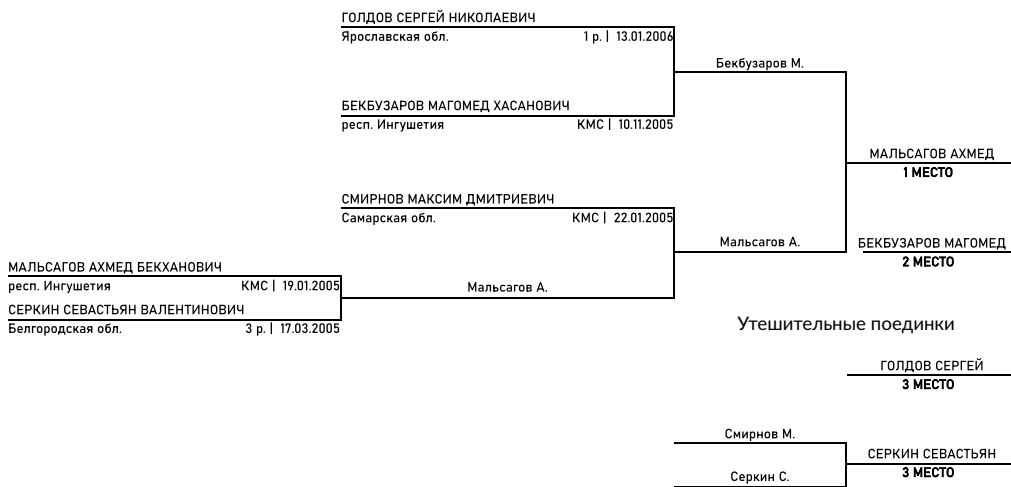 ГОЛДОВ СЕРГЕЙ НИКОЛАЕВИЧ
Ярославская обл. 1 р. | 13.01.2006
Бекбузаров М.
БЕКБУЗАРОВ МАГОМЕД ХАСАНОВИЧ
респ. Ингушетия КМС | 10.11.2005
МАЛЬСАГОВ АХМЕД
1 МЕСТО
СМИРНОВ МАКСИМ ДМИТРИЕВИЧ
Самарская обл. КМС | 22.01.2005
Мальсагов А.
БЕКБУЗАРОВ МАГОМЕД
2 МЕСТО
МАЛЬСАГОВ АХМЕД БЕКХАНОВИЧ
респ. Ингушетия КМС | 19.01.2005
Мальсагов А.
СЕРКИН СЕВАСТЬЯН ВАЛЕНТИНОВИЧ
Белгородская обл. 3 р. | 17.03.2005
Утешительные поединки
ГОЛДОВ СЕРГЕЙ
3 МЕСТО
Смирнов М.
СЕРКИН СЕВАСТЬЯН
3 МЕСТО
Серкин С.